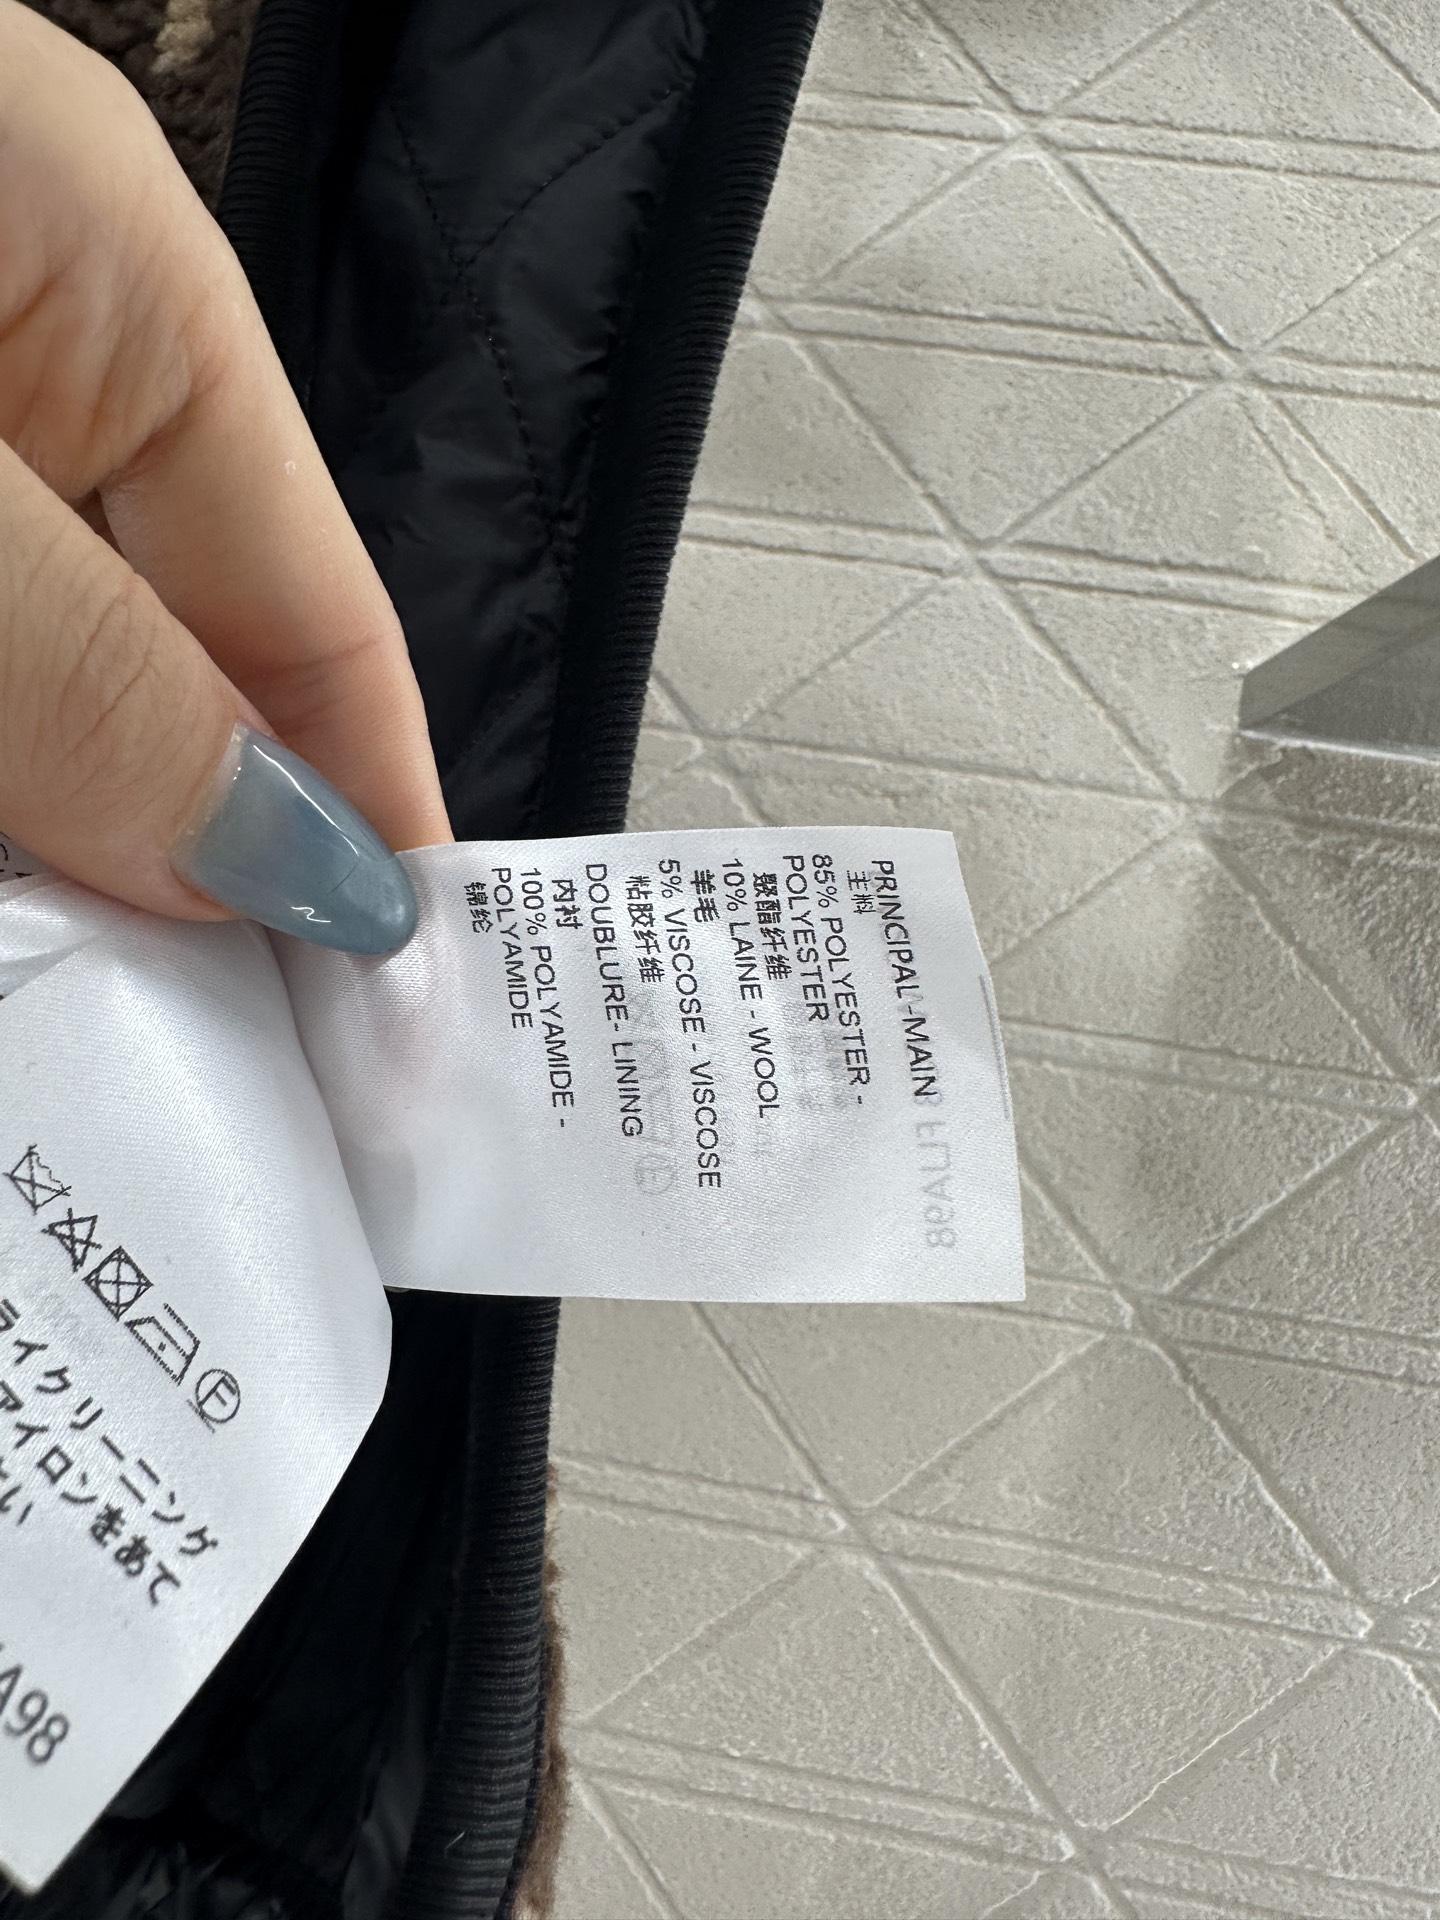 PRINCIPAL-MAIN
主料
85% POLYESTER -
POLYESTER
聚酯纤维
10% LAINE - WOOL
羊毛
5% VISCOSE - VISCOSE
粘胶纤维
DOUBLURE- LINING
内衬
100% POLYAMIDE -
POLYAMIDE
锦纶
F
ライクリーニング
アイロンをあて
さい
A98